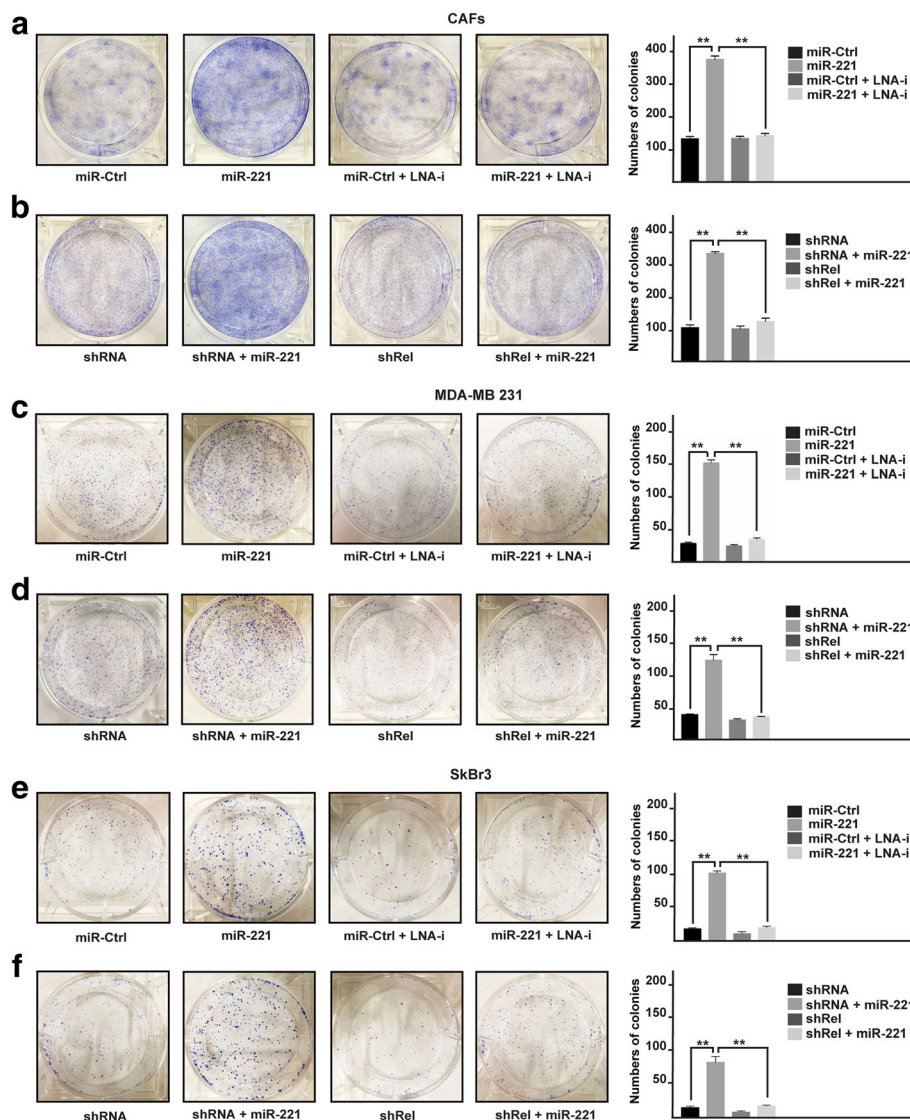 a
CAFs
miR-Ctrl
miR-221
miR-Ctrl + LNA-i
miR-221 + LNA-i
Numbers of colonies
400
300
200
100
**
**
miR-Ctrl
miR-221
miR-Ctrl + LNA-i
miR-221 + LNA-i
b
shRNA
shRNA + miR-221
shRel
shRel + miR-221
Numbers of colonies
400
300
200
100
**
**
shRNA
shRNA + miR-221
shRel
shRel + miR-221
MDA-MB 231
c
miR-Ctrl
miR-221
miR-Ctrl + LNA-i
miR-221 + LNA-i
Numbers of colonies
200
150
100
50
**
**
miR-Ctrl
miR-221
miR-Ctrl + LNA-i
miR-221 + LNA-i
d
shRNA
shRNA + miR-221
shRel
shRel + miR-221
Numbers of colonies
200
150
100
50
**
**
shRNA
shRNA + miR-221
shRel
shRel + miR-221
SkBr3
e
miR-Ctrl
miR-221
miR-Ctrl + LNA-i
miR-221 + LNA-i
Numbers of colonies
200
150
100
50
**
**
miR-Ctrl
miR-221
miR-Ctrl + LNA-i
miR-221 + LNA-i
f
shRNA
shRNA + miR-221
shRel
shRel + miR-221
Numbers of colonies
200
150
100
50
**
**
shRNA
shRNA + miR-221
shRel
shRel + miR-221